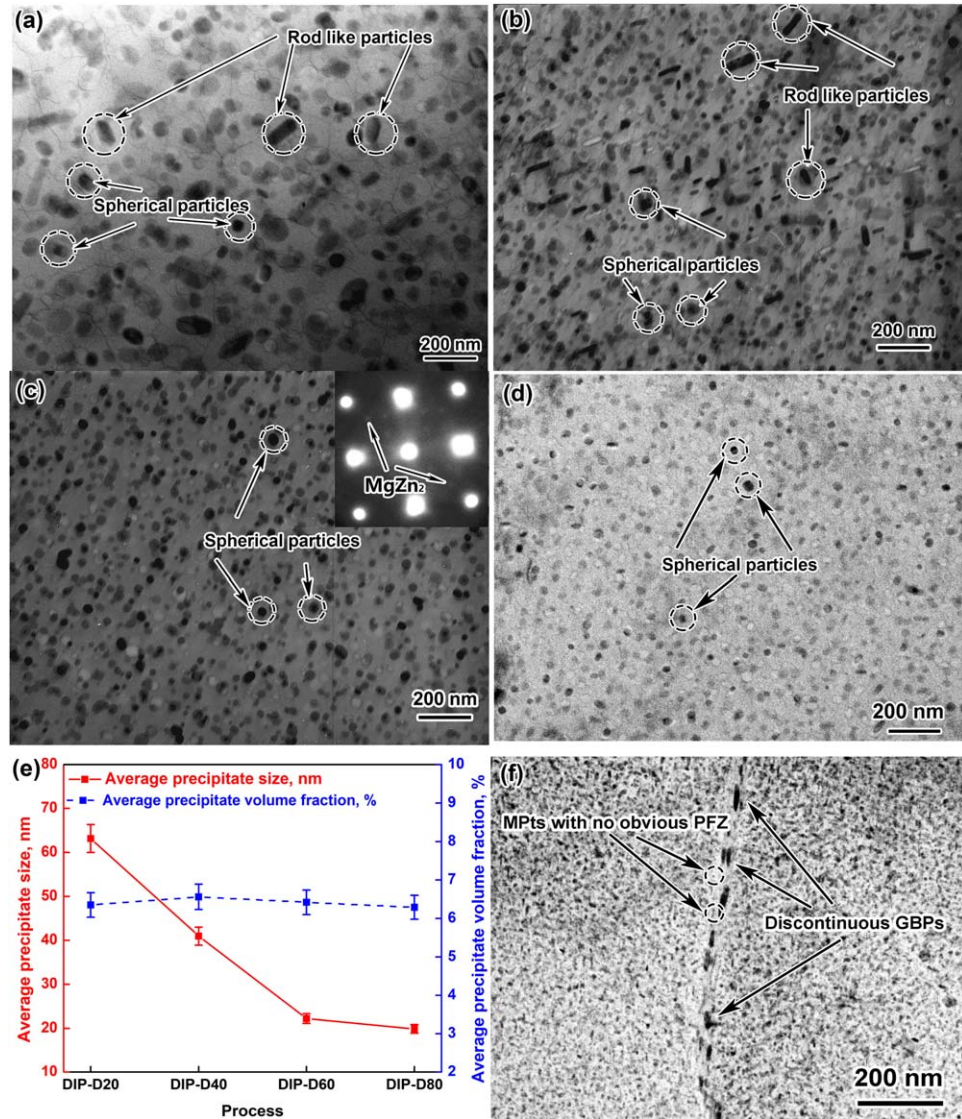 (a)
Rod like particles
Spherical particles
200 nm
(b)
Rod like particles
Spherical particles
200 nm
(c)
MgZn₂
Spherical particles
200 nm
(d)
Spherical particles
200 nm
(e)
Average precipitate size, nm
Average precipitate volume fraction, %
Average precipitate size, nm
80
70
60
50
40
30
20
10
10
9
8
7
6
5
4
3
2
Average precipitate volume fraction, %
DIP-D20 DIP-D40 DIP-D60 DIP-D80
Process
(f)
MPts with no obvious PFZ
Discontinuous GBPs
200 nm